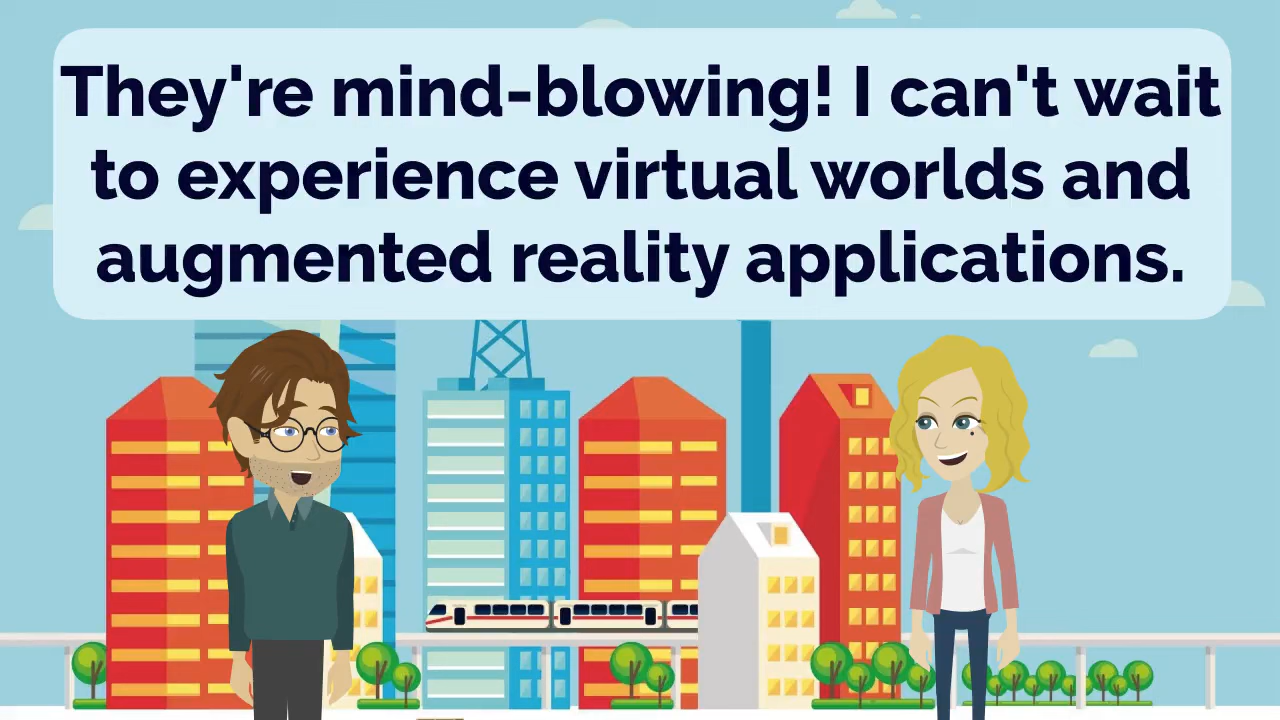 They're mind-blowing! I can't wait
to experience virtual worlds and
augmented reality applications.